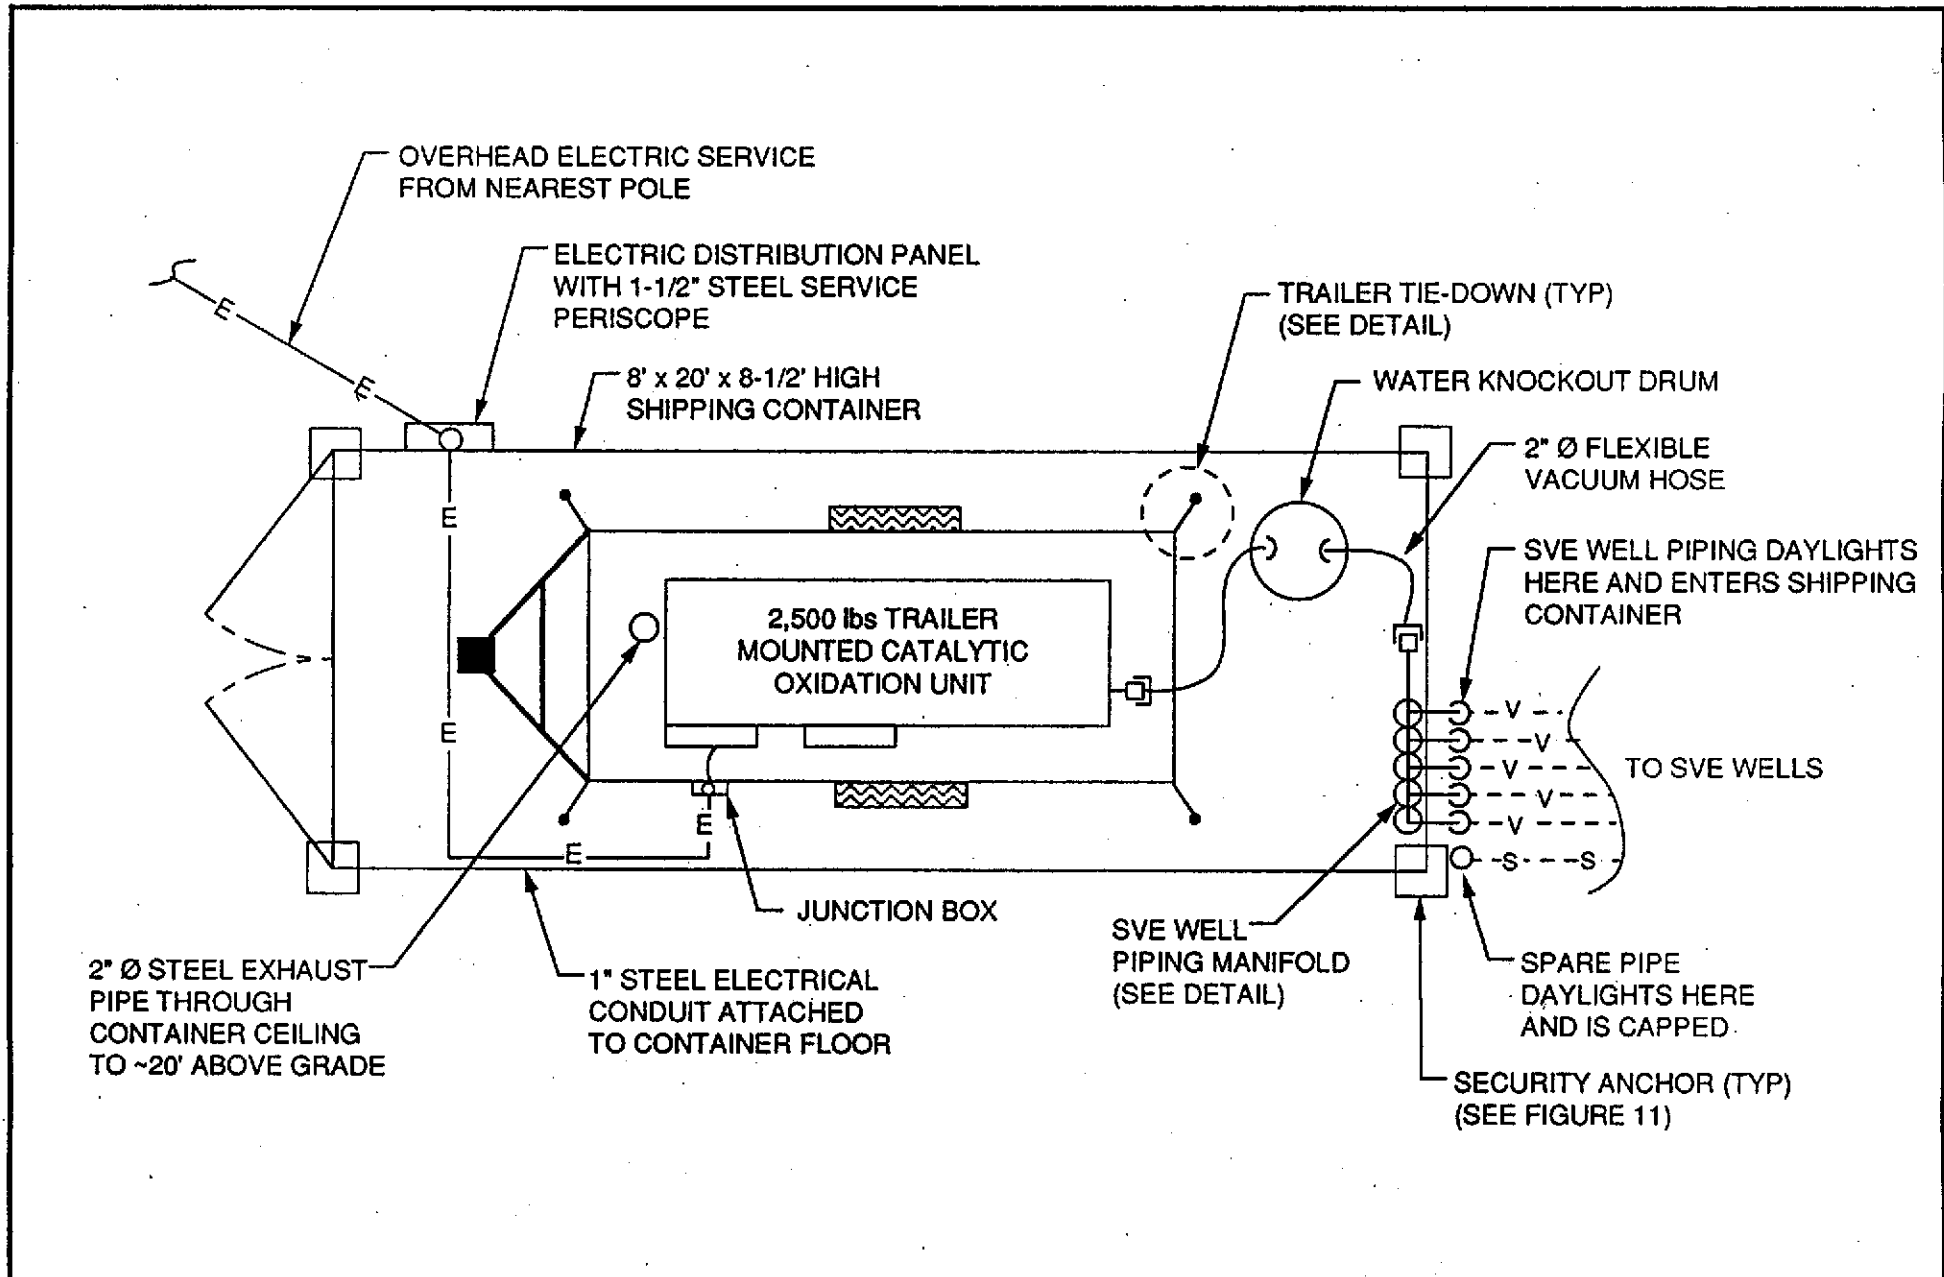 OVERHEAD ELECTRIC SERVICE
FROM NEAREST POLE
ELECTRIC DISTRIBUTION PANEL
WITH 1-1/2" STEEL SERVICE
PERISCOPE
TRAILER TIE-DOWN (TYP)
(SEE DETAIL)
8' x 20' x 8-1/2' HIGH
SHIPPING CONTAINER
WATER KNOCKOUT DRUM
2" Ø FLEXIBLE
VACUUM HOSE
SVE WELL PIPING DAYLIGHTS
HERE AND ENTERS SHIPPING
CONTAINER
E
E
E
E
E
E
2,500 lbs TRAILER
MOUNTED CATALYTIC
OXIDATION UNIT
V
V
V
V
V
TO SVE WELLS
S
S
JUNCTION BOX
2" Ø STEEL EXHAUST
PIPE THROUGH
CONTAINER CEILING
TO ~20' ABOVE GRADE
1" STEEL ELECTRICAL
CONDUIT ATTACHED
TO CONTAINER FLOOR
SVE WELL
PIPING MANIFOLD
(SEE DETAIL)
SPARE PIPE
DAYLIGHTS HERE
AND IS CAPPED
SECURITY ANCHOR (TYP)
(SEE FIGURE 11)